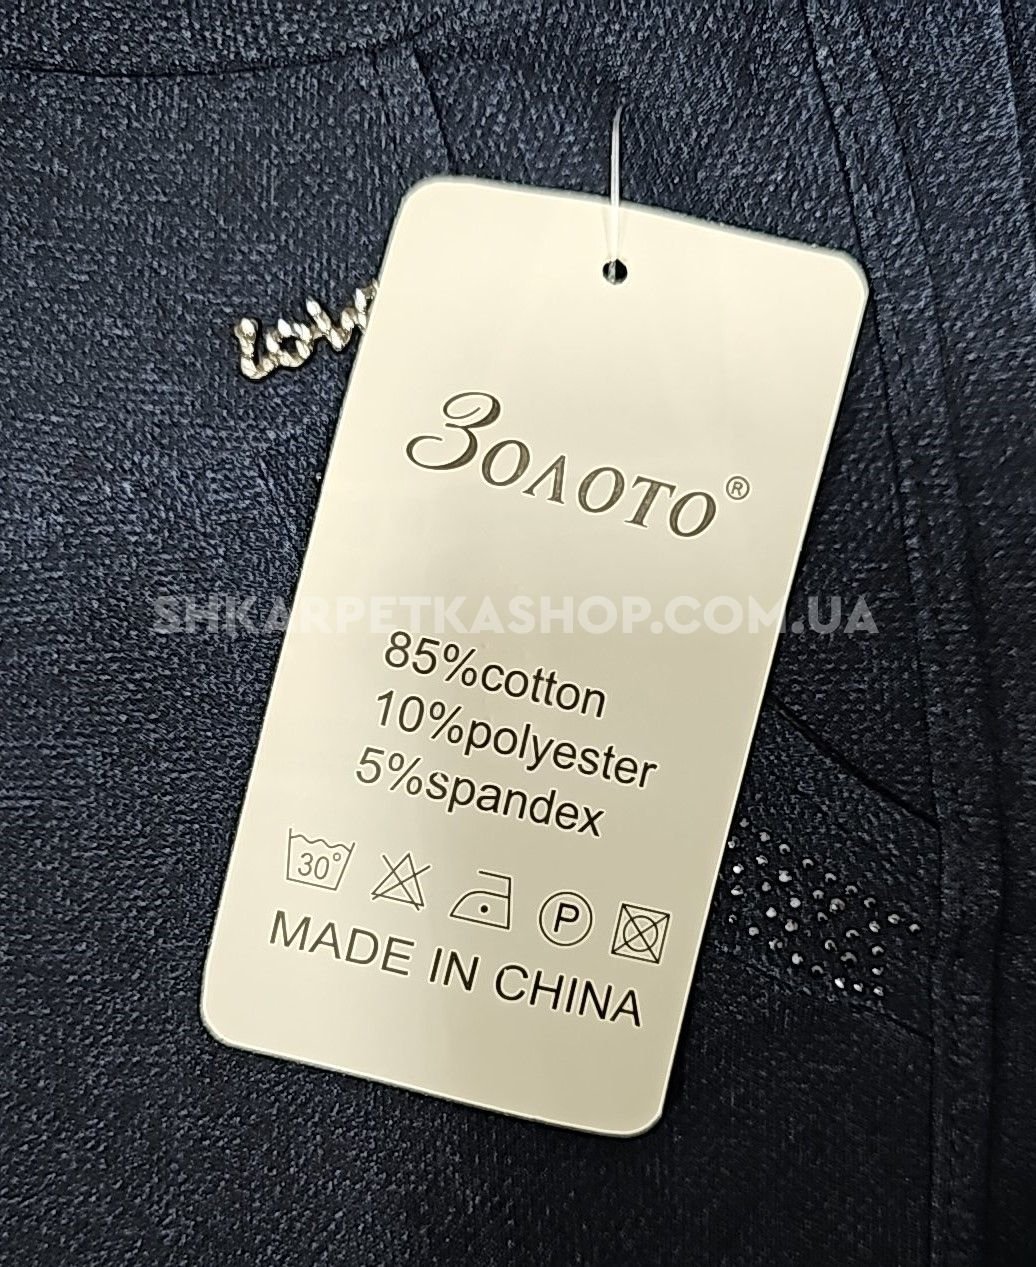 Золото®
SHKARPETKASHOP.COM.UA
85%cotton
10%polyester
5%spandex
30° P
MADE IN CHINA